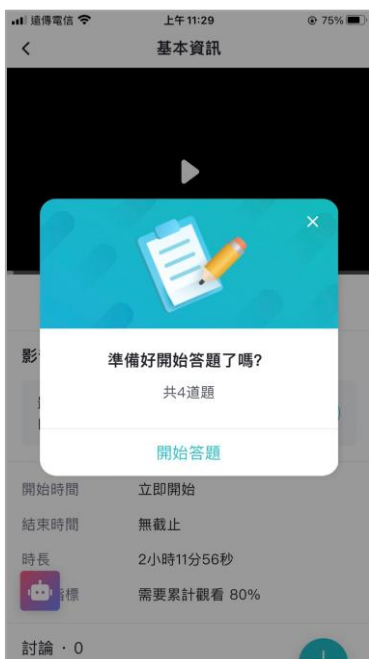 遠傳電信 上午11:29 75%
基本資訊
準備好開始答題了嗎?
共4道題
開始答題
影
開始時間 立即開始
結束時間 無截止
時長 2小時11分56秒
指標 需要累計觀看 80%
討論 · 0